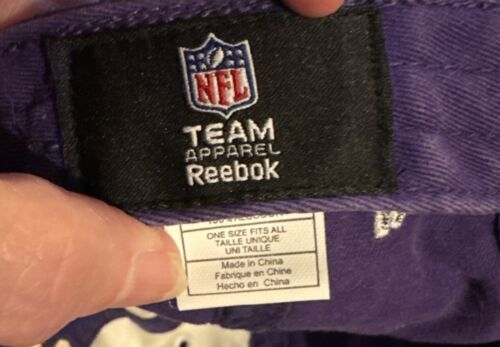 NFL
TEAM
APPAREL
Reebok
ONE SIZE FITS ALL
TAILLE UNIQUE
UNI TAILLE
Made in China
Fabrique en Chine
Hecho en China